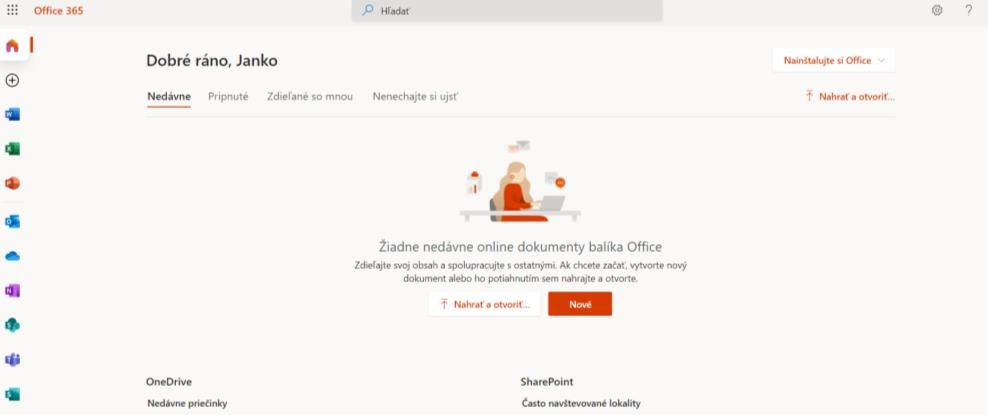 Office 365
Hľadať
?
Dobré ráno, Janko
Nainštalujte si Office
Nedávne Pripnuté Zdieľané so mnou Nenechajte si ujsť
Nahrať a otvoriť...
Žiadne nedávne online dokumenty balíka Office
Zdieľajte svoj obsah a spolupracujte s ostatnými. Ak chcete začať, vytvorte nový
dokument alebo ho potiahnutím sem nahrajte a otvorte.
Nahrať a otvoriť... Nové
OneDrive SharePoint
Nedávne priečinky Často navštevované lokality